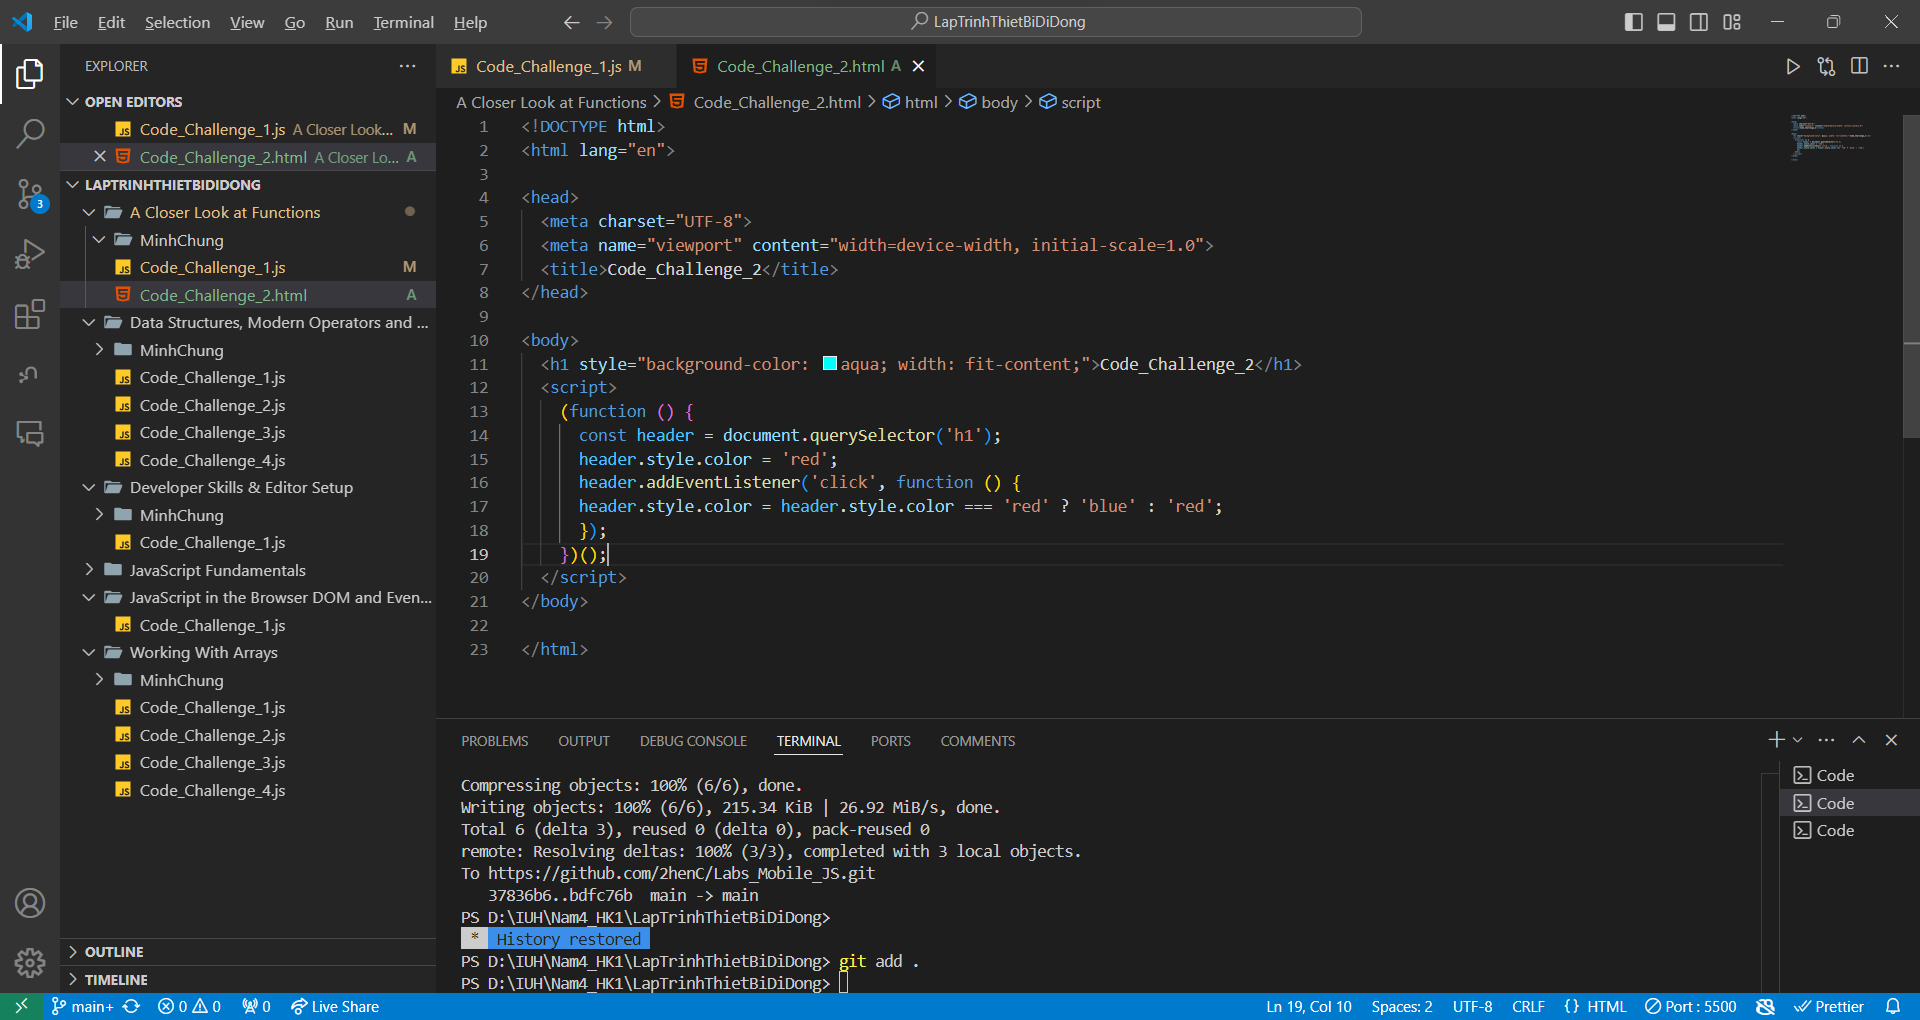 File Edit Selection View Go Run Terminal Help
LapTrinhThietBiDiDong
EXPLORER
OPEN EDITORS
Code_Challenge_1.js A Closer Look... M
Code_Challenge_2.html A Closer Lo... A
LAPTRINHTHIETBIDIDONG
A Closer Look at Functions
MinhChung
Code_Challenge_1.js M
Code_Challenge_2.html A
Data Structures, Modern Operators and ...
MinhChung
Code_Challenge_1.js
Code_Challenge_2.js
Code_Challenge_3.js
Code_Challenge_4.js
Developer Skills & Editor Setup
MinhChung
Code_Challenge_1.js
JavaScript Fundamentals
JavaScript in the Browser DOM and Even...
Code_Challenge_1.js
Working With Arrays
MinhChung
Code_Challenge_1.js
Code_Challenge_2.js
Code_Challenge_3.js
Code_Challenge_4.js
OUTLINE
TIMELINE
3
Code_Challenge_1.js M
Code_Challenge_2.html A
A Closer Look at Functions > Code_Challenge_2.html > html > body > script
1 <!DOCTYPE html>
2 <html lang="en">
3
4 <head>
5 <meta charset="UTF-8">
6 <meta name="viewport" content="width=device-width, initial-scale=1.0">
7 <title>Code_Challenge_2</title>
8 </head>
9
10 <body>
11 <h1 style="background-color: aqua; width: fit-content;">Code_Challenge_2</h1>
12 <script>
13 (function () {
14 const header = document.querySelector('h1');
15 header.style.color = 'red';
16 header.addEventListener('click', function () {
17 header.style.color = header.style.color === 'red' ? 'blue' : 'red';
18 });
19 })();
20 </script>
21 </body>
22
23 </html>
PROBLEMS OUTPUT DEBUG CONSOLE TERMINAL PORTS COMMENTS
Compressing objects: 100% (6/6), done.
Writing objects: 100% (6/6), 215.34 KiB | 26.92 MiB/s, done.
Total 6 (delta 3), reused 0 (delta 0), pack-reused 0
remote: Resolving deltas: 100% (3/3), completed with 3 local objects.
To https://github.com/2henC/Labs_Mobile_JS.git
37836b6..bdfc76b main -> main
PS D:\IUH\Nam4_HK1\LapTrinhThietBiDiDong>
* History restored
PS D:\IUH\Nam4_HK1\LapTrinhThietBiDiDong> git add .
PS D:\IUH\Nam4_HK1\LapTrinhThietBiDiDong>
Code
Code
Code
main+ 0 0 0 Live Share
Ln 19, Col 10 Spaces: 2 UTF-8 CRLF {} HTML Port : 5500 Prettier